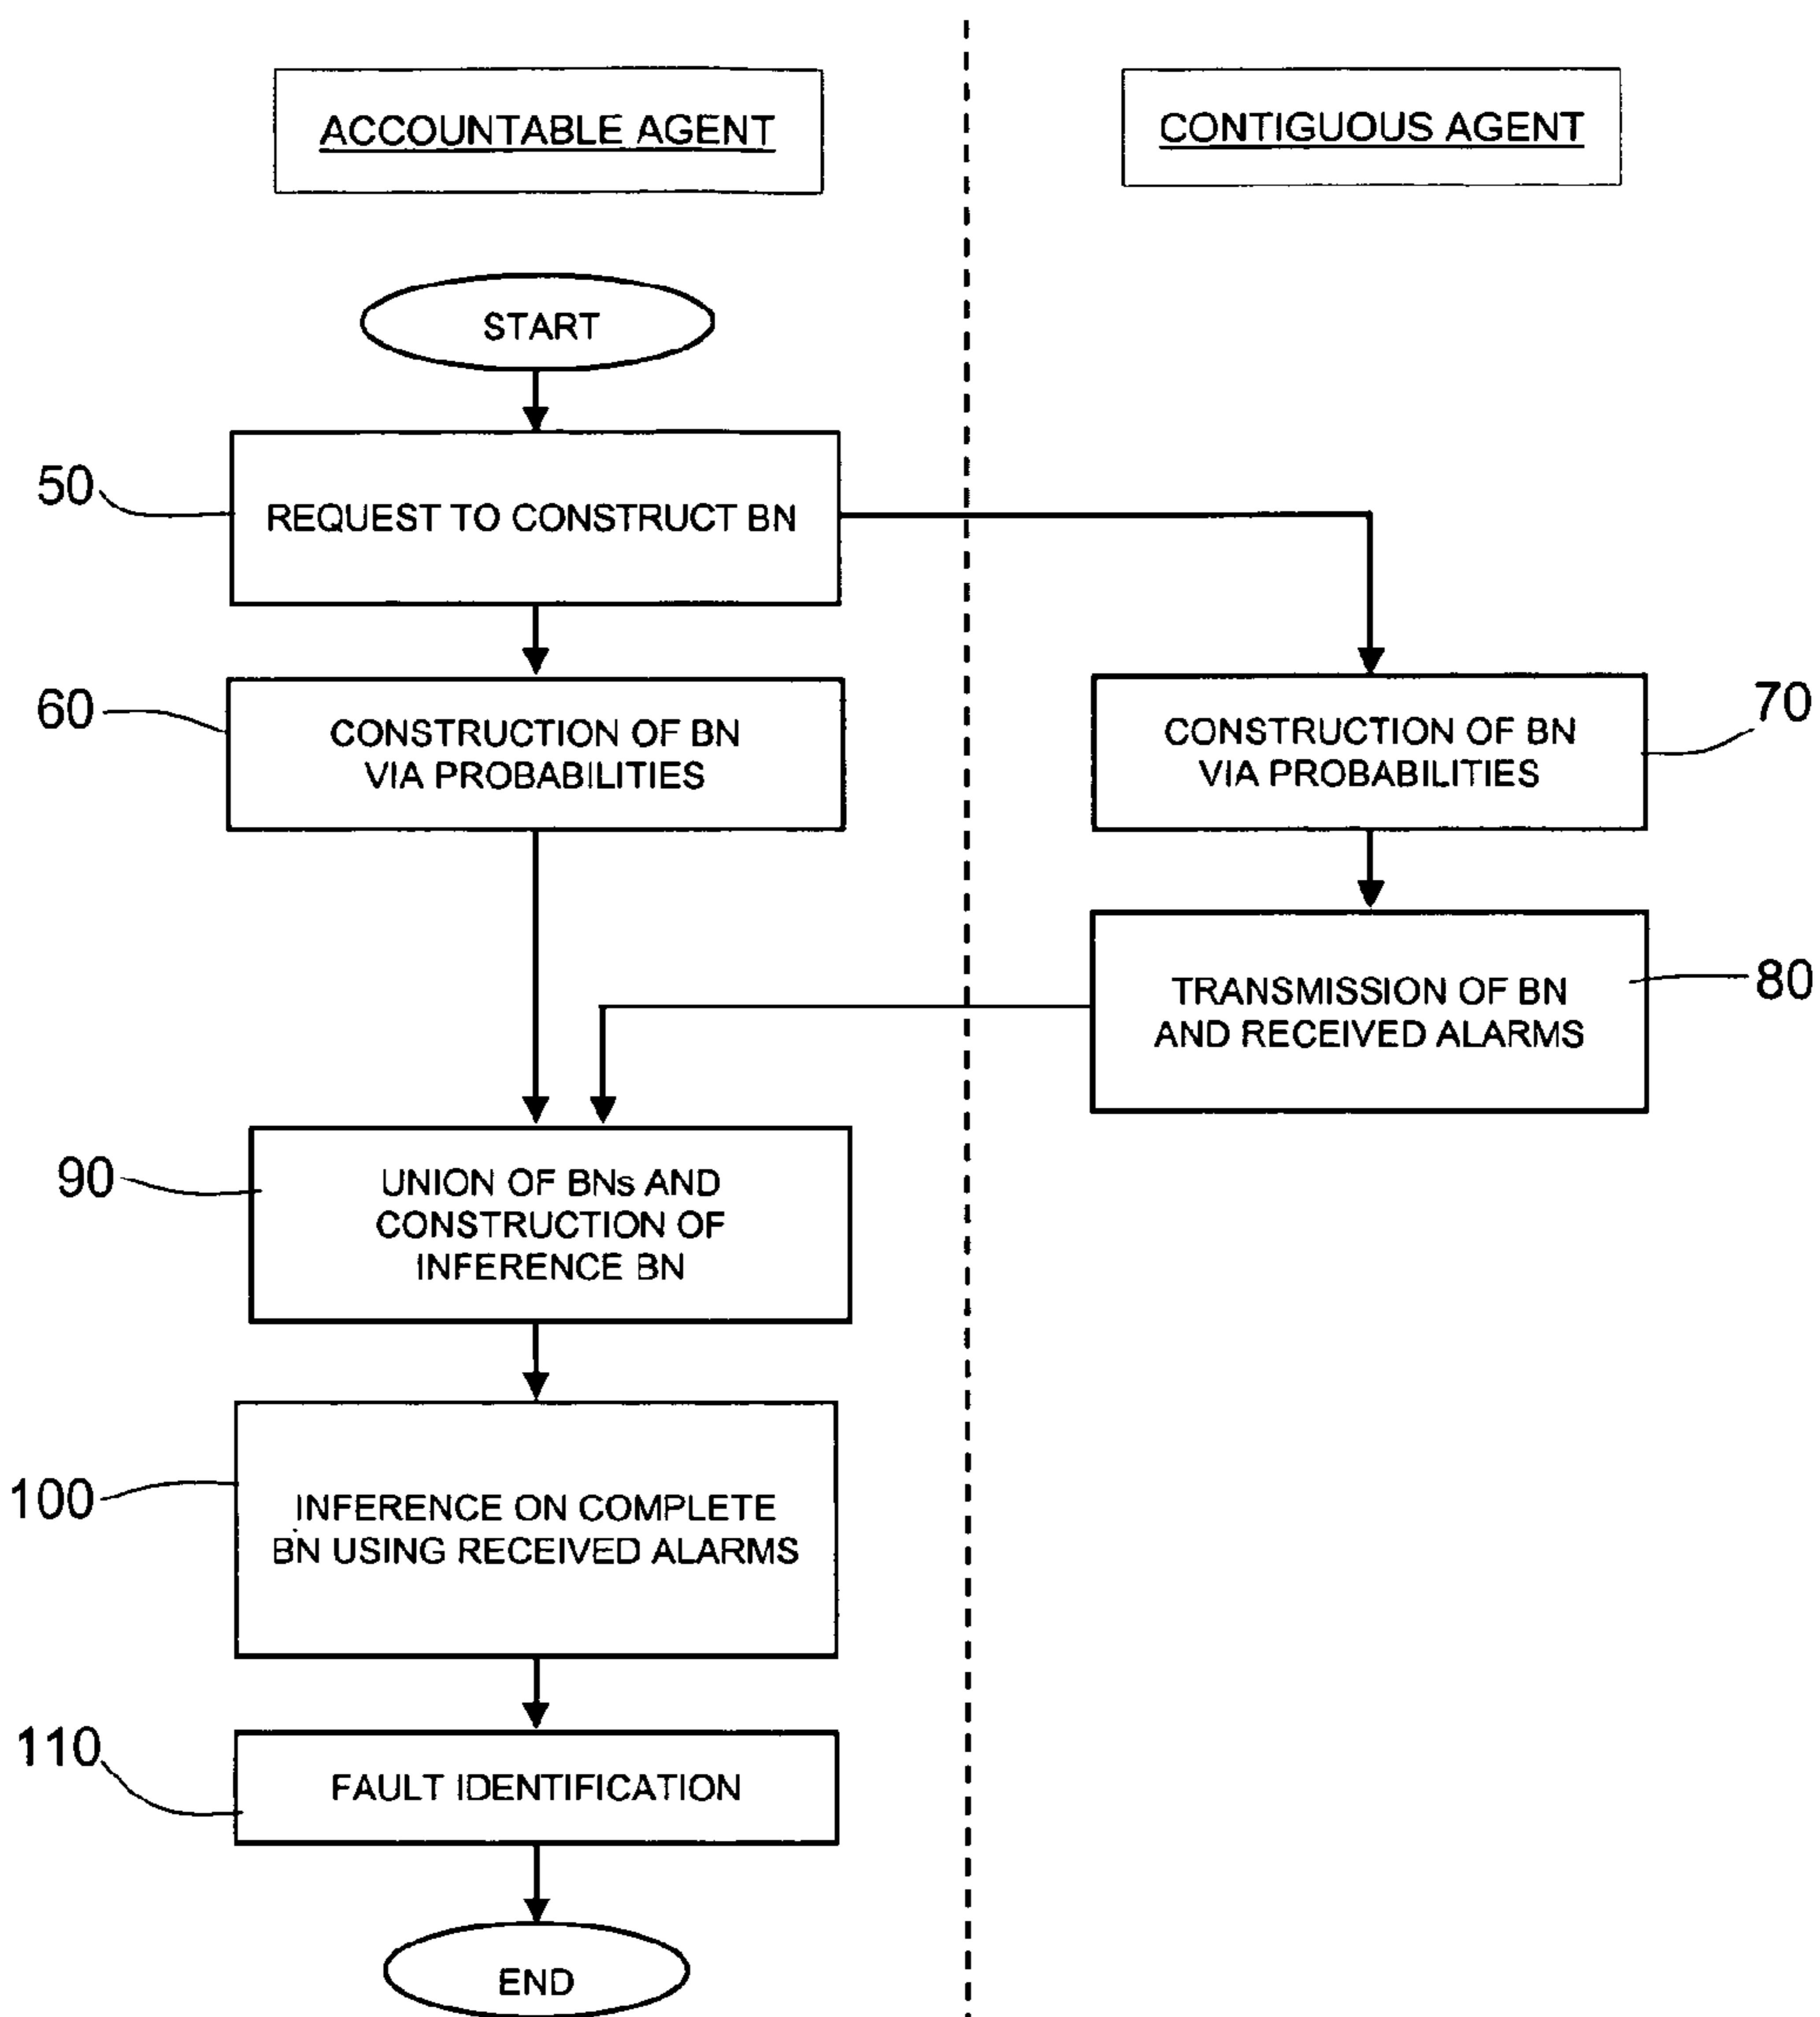 ACCOUNTABLE AGENT
CONTIGUOUS AGENT
START
50
REQUEST TO CONSTRUCT BN
60
CONSTRUCTION OF BN
VIA PROBABILITIES
CONSTRUCTION OF BN
VIA PROBABILITIES
70
TRANSMISSION OF BN
AND RECEIVED ALARMS
80
90
UNION OF BNs AND
CONSTRUCTION OF
INFERENCE BN
100
INFERENCE ON COMPLETE
BN USING RECEIVED ALARMS
110
FAULT IDENTIFICATION
END